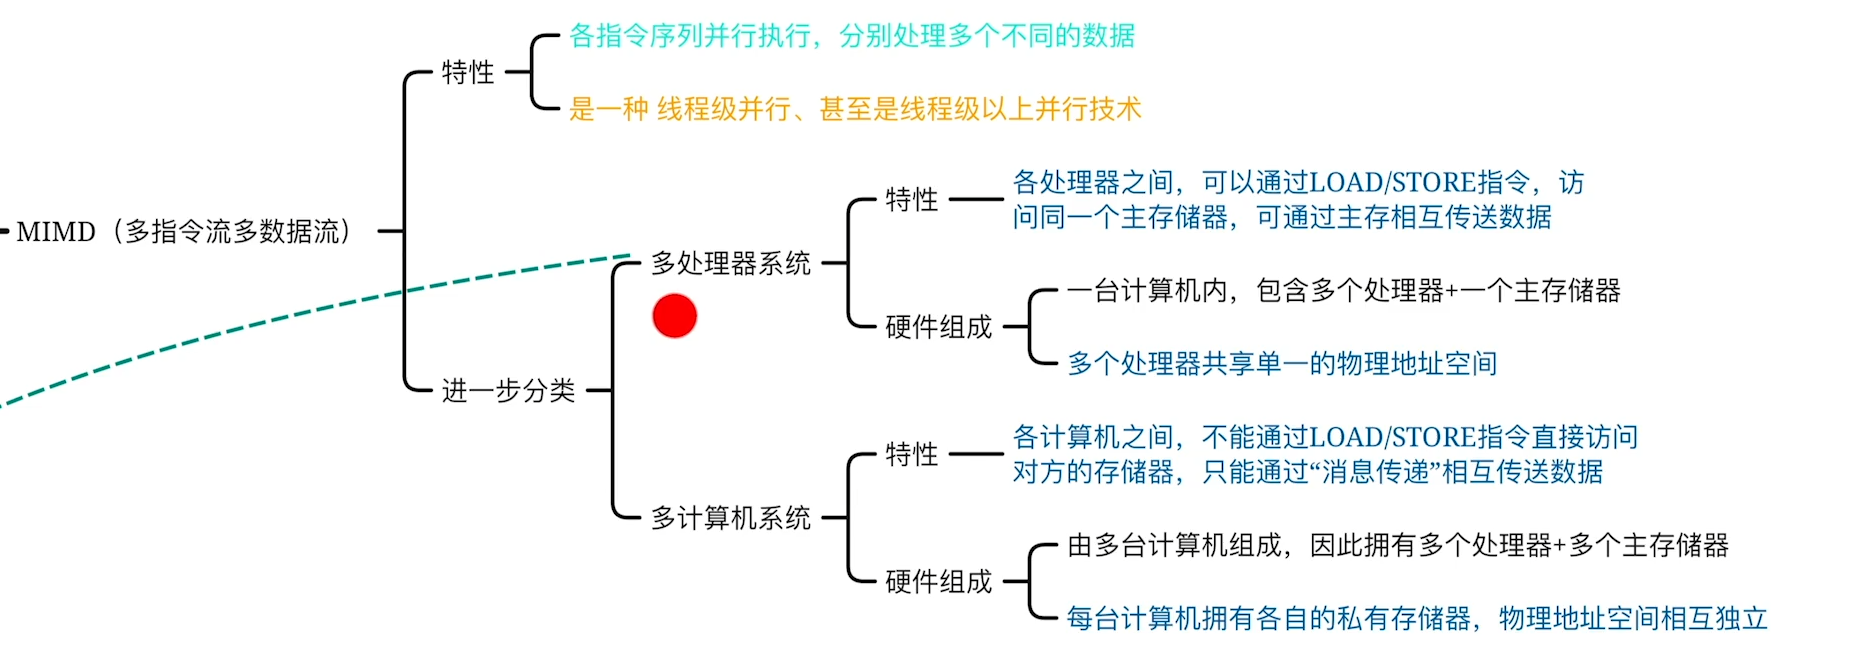 各指令序列并行执行，分别处理多个不同的数据
特性
是一种 线程级并行、甚至是线程级以上并行技术
MIMD（多指令流多数据流）
各处理器之间，可以通过LOAD/STORE指令，访
问同一个主存储器，可通过主存相互传送数据
特性
多处理器系统
一台计算机内，包含多个处理器+一个主存储器
硬件组成
多个处理器共享单一的物理地址空间
进一步分类
各计算机之间，不能通过LOAD/STORE指令直接访问
对方的存储器，只能通过“消息传递”相互传送数据
特性
多计算机系统
由多台计算机组成，因此拥有多个处理器+多个主存储器
硬件组成
每台计算机拥有各自的私有存储器，物理地址空间相互独立